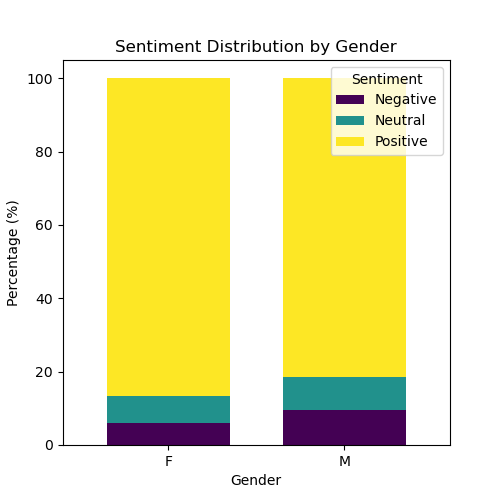 Sentiment Distribution by Gender
Sentiment
Negative
Neutral
Positive
Percentage (%)
100
80
60
40
20
0
F
M
Gender